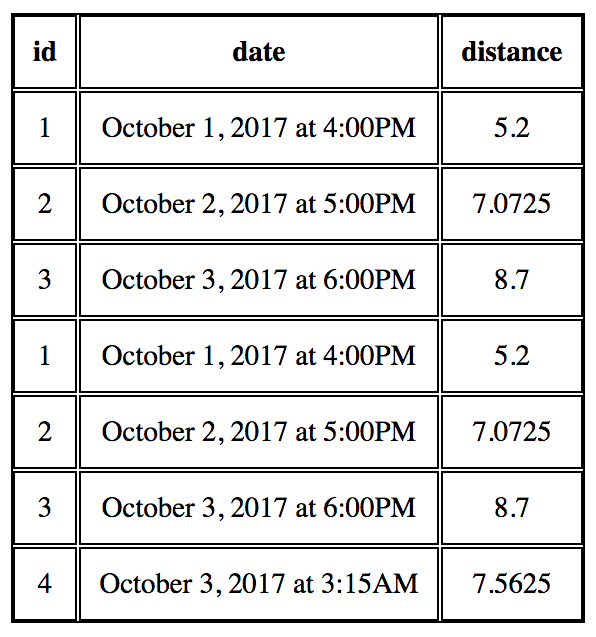 id date distance
1 October 1, 2017 at 4:00PM 5.2
2 October 2, 2017 at 5:00PM 7.0725
3 October 3, 2017 at 6:00PM 8.7
1 October 1, 2017 at 4:00PM 5.2
2 October 2, 2017 at 5:00PM 7.0725
3 October 3, 2017 at 6:00PM 8.7
4 October 3, 2017 at 3:15AM 7.5625